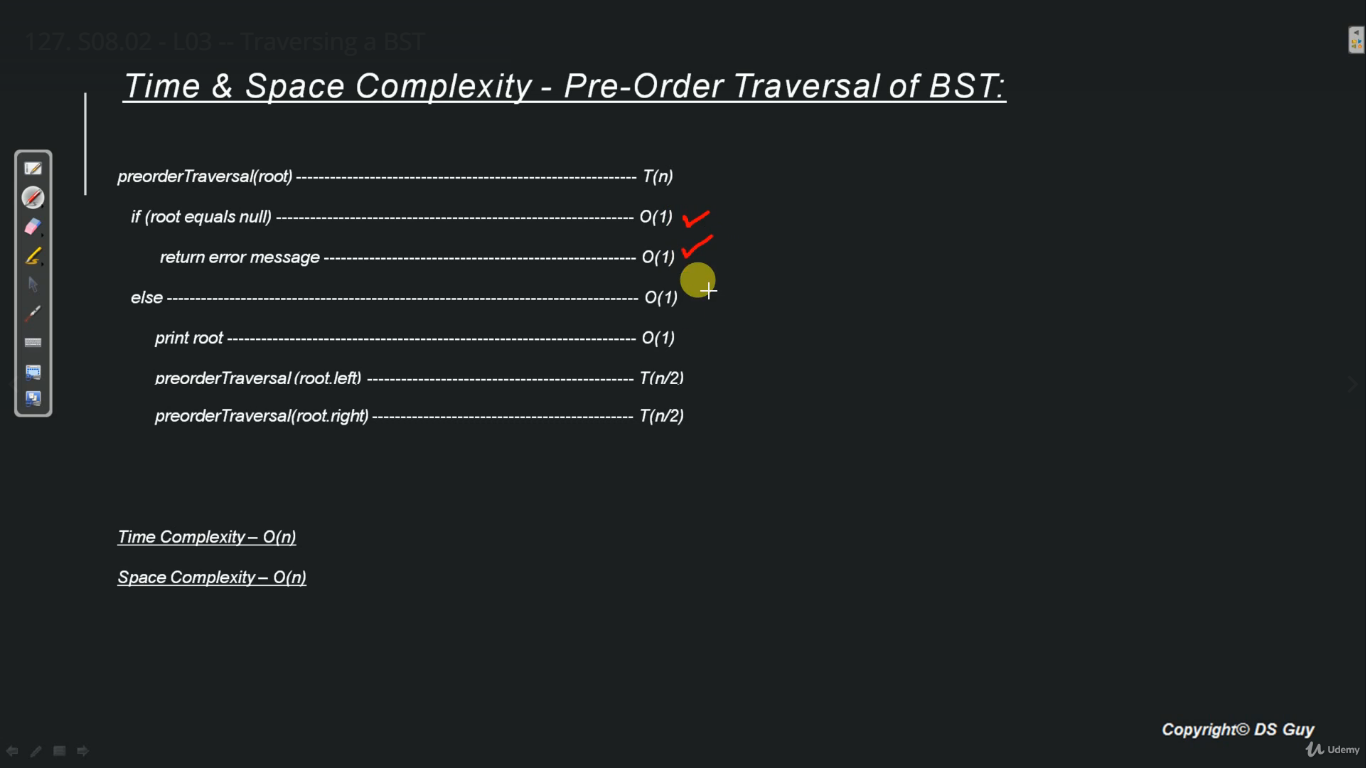 127. S08.02 - L03 -- Traversing a BST
Time & Space Complexity - Pre-Order Traversal of BST:
preorderTraversal(root) ------------------------------------------------------------------- T(n)
if (root equals null) ---------------------------------------------------------------------- O(1)
return error message ------------------------------------------------------------- O(1)
else --------------------------------------------------------------------------------------------- O(1)
print root -------------------------------------------------------------------------------- O(1)
preorderTraversal (root.left) ---------------------------------------------------- T(n/2)
preorderTraversal(root.right) --------------------------------------------------- T(n/2)
Time Complexity – O(n)
Space Complexity – O(n)
Copyright© DS Guy
Udemy